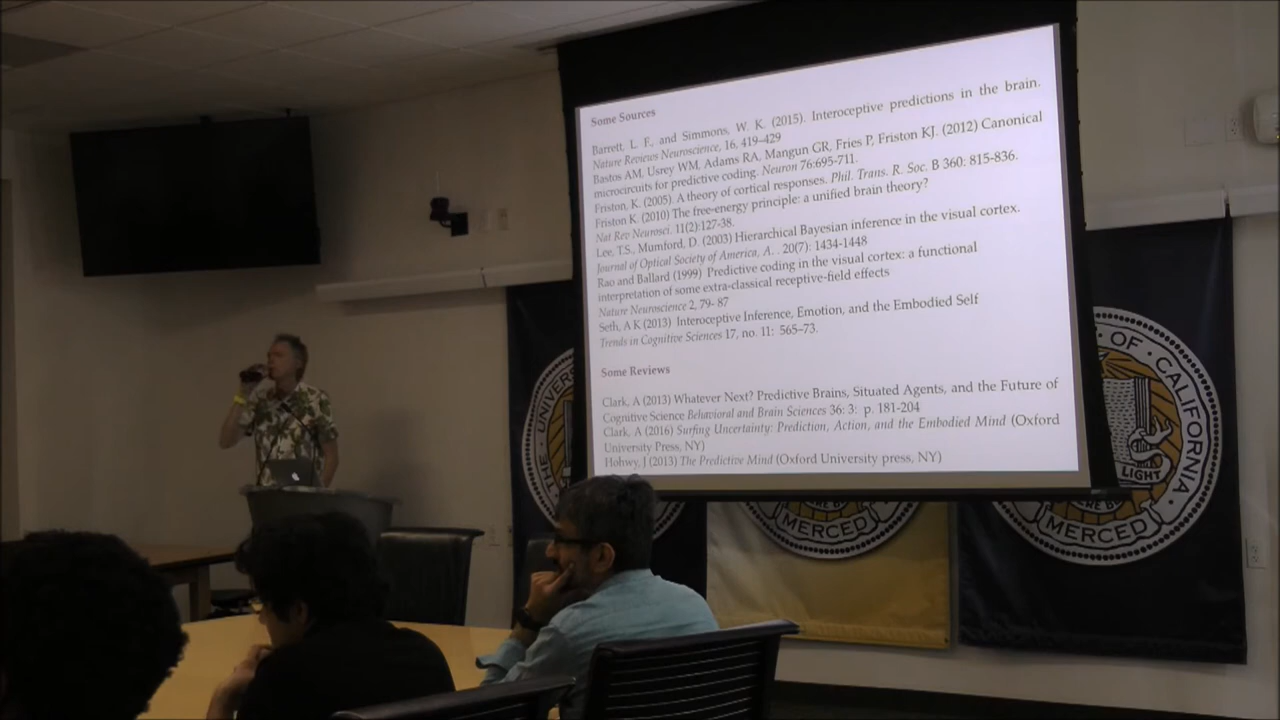 Some Sources
Barrett, L. F., and Simmons, W. K. (2015). Interoceptive predictions in the brain.
Nature Reviews Neuroscience, 16, 419–429
Bastos AM, Usrey WM, Adams RA, Mangun GR, Fries P, Friston KJ. (2012) Canonical
microcircuits for predictive coding. Neuron 76:695-711.
Friston, K. (2005). A theory of cortical responses. Phil. Trans. R. Soc. B 360: 815-836.
Friston K. (2010) The free-energy principle: a unified brain theory?
Nat Rev Neurosci. 11(2):127-38.
Lee, T.S., Mumford, D. (2003) Hierarchical Bayesian inference in the visual cortex.
Journal of Optical Society of America, A. . 20(7): 1434-1448
Rao and Ballard (1999) Predictive coding in the visual cortex: a functional
interpretation of some extra-classical receptive-field effects
Nature Neuroscience 2, 79- 87
Seth, A K (2013) Interoceptive Inference, Emotion, and the Embodied Self
Trends in Cognitive Sciences 17, no. 11: 565–73.
Some Reviews
Clark, A (2013) Whatever Next? Predictive Brains, Situated Agents, and the Future of
Cognitive Science Behavioral and Brain Sciences 36: 3: p. 181-204
Clark, A (2016) Surfing Uncertainty: Prediction, Action, and the Embodied Mind (Oxford
University Press, NY)
Hohwy, J (2013) The Predictive Mind (Oxford University press, NY)
THE UNIVER
MERCED
OF CALIFORNIA
LIGHT
MERCED